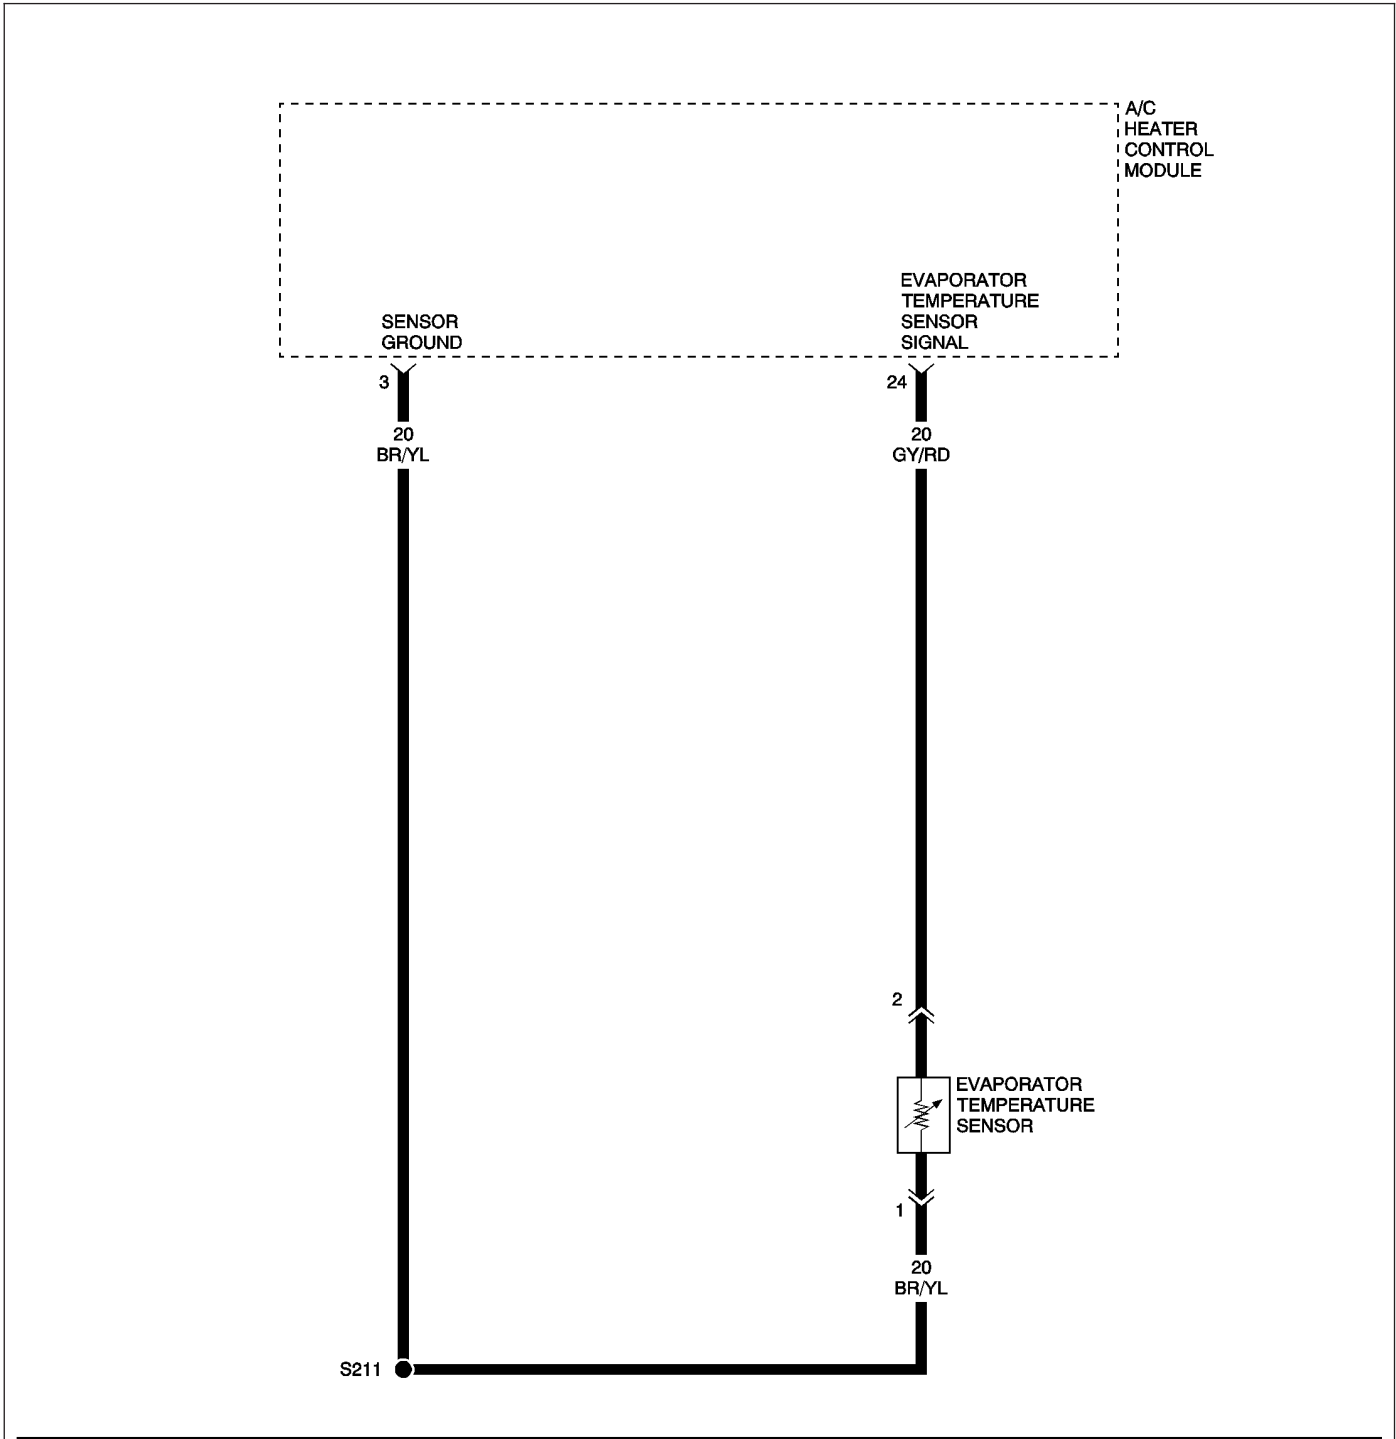 A/C
HEATER
CONTROL
MODULE
EVAPORATOR
TEMPERATURE
SENSOR
SIGNAL
SENSOR
GROUND
3
24
20
BR/YL
20
GY/RD
2
EVAPORATOR
TEMPERATURE
SENSOR
1
20
BR/YL
S211